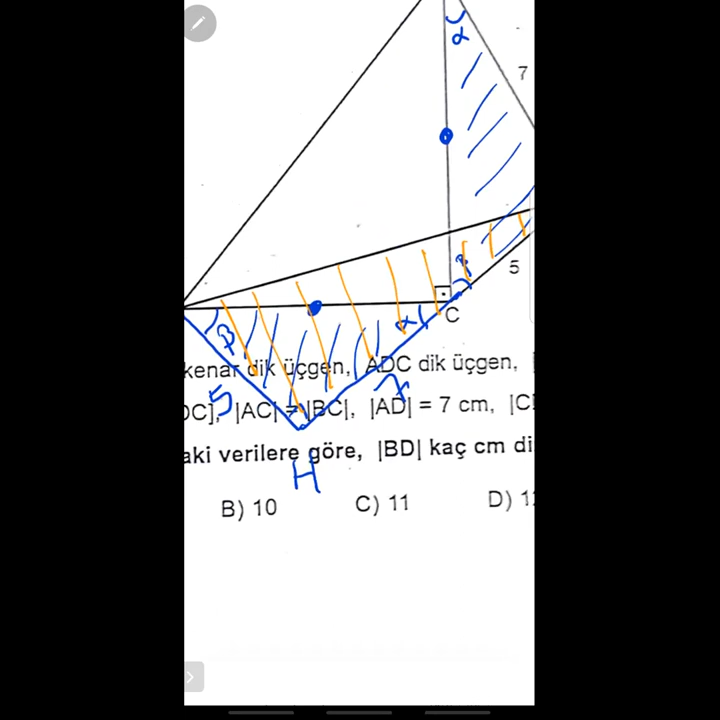 α
7
β
5
α
C
β
kenar dik üçgen, ADC dik üçgen, |
DC], |AC| = |BC|, |AD| = 7 cm, |C
5
7
aki verilere göre, |BD| kaç cm di
H
B) 10 C) 11 D) 1